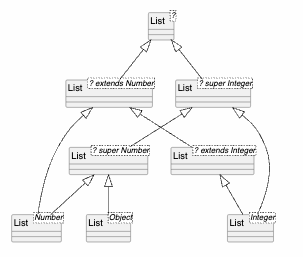 List ?
List ? extends Number
List ? super Integer
List ? super Number
List ? extends Integer
List Number
List Object
List Integer